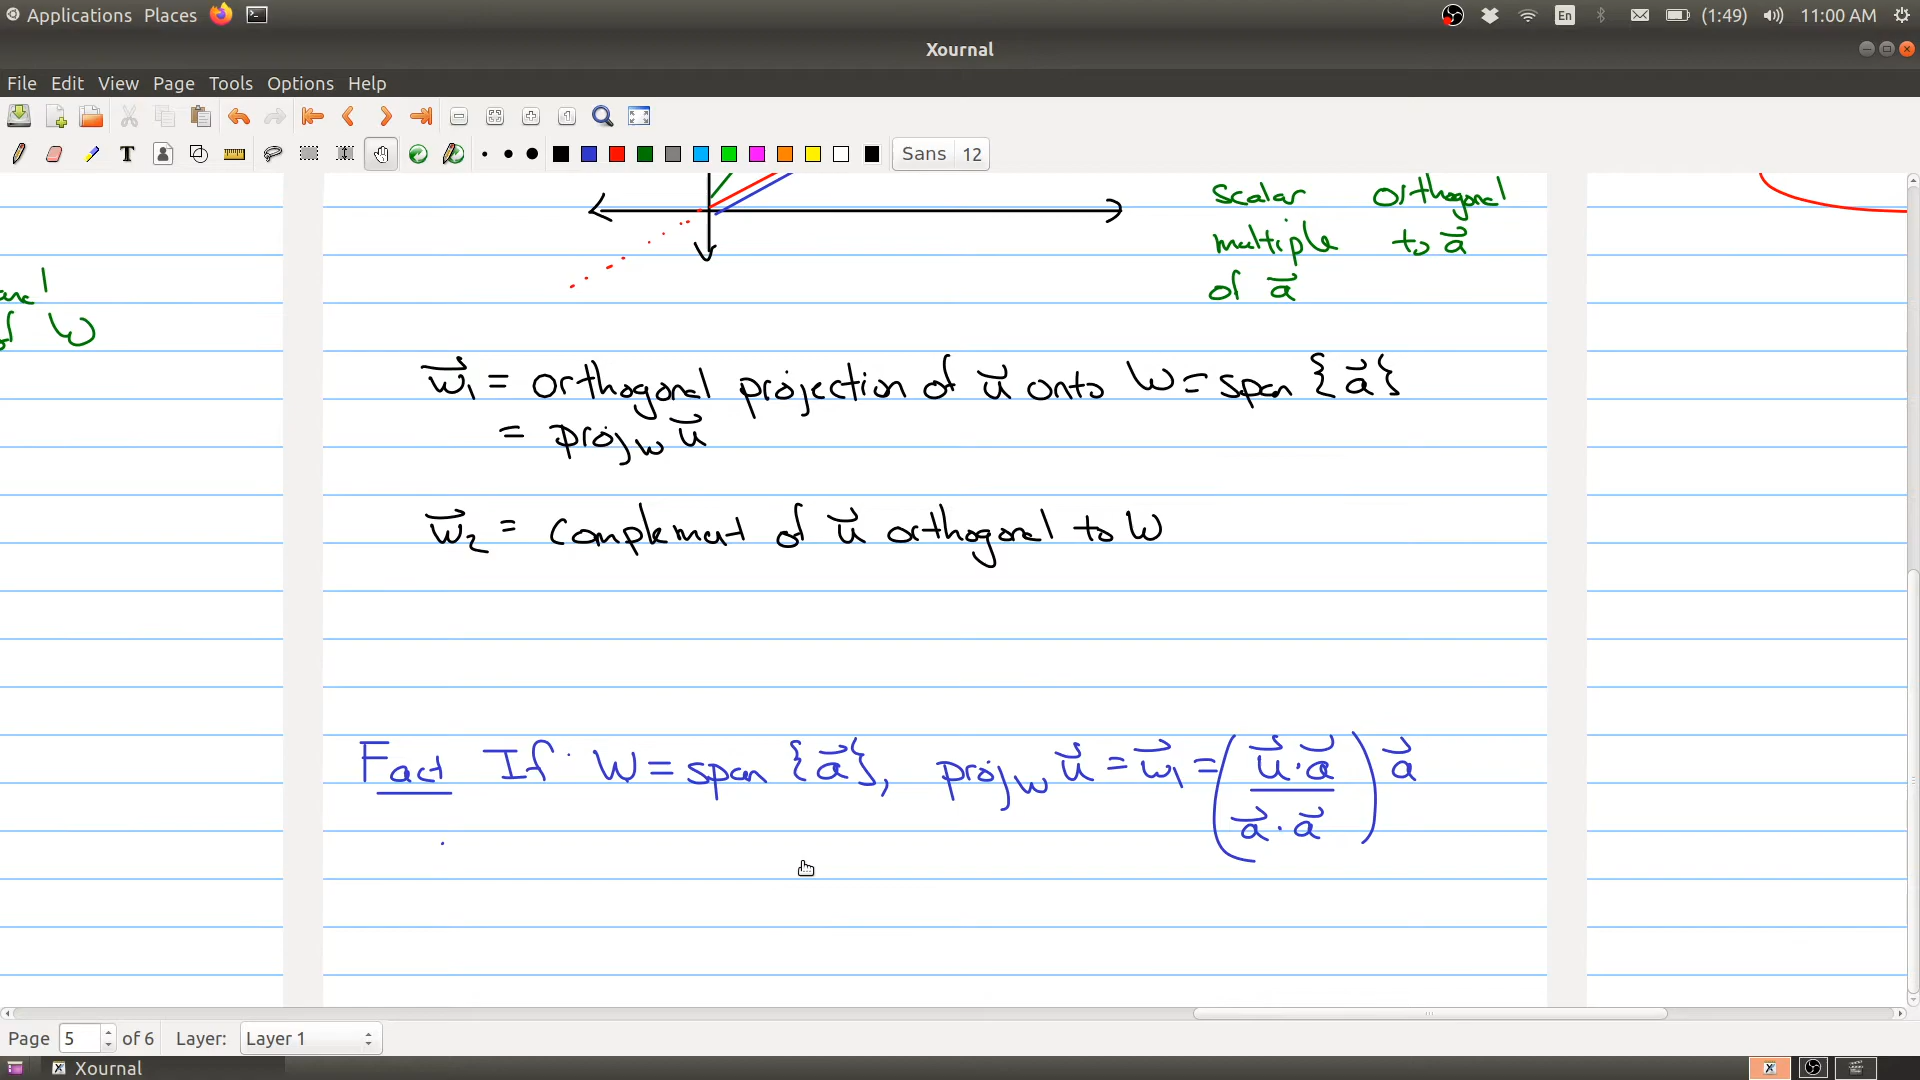 Applications Places En (1:49) 11:00 AM
Xournal
File Edit View Page Tools Options Help
T Sans 12
scalar orthogonal
multiple to a⃗
of a⃗
of W
w⃗₁ = orthogonal projection of u⃗ onto W = span {a⃗}
= proj_W u⃗
w⃗₂ = complement of u⃗ orthogonal to W
Fact If W = span {a⃗}, proj_W u⃗ = w⃗₁ = (u⃗·a⃗ / a⃗·a⃗) a⃗
Page 5 of 6 Layer: Layer 1
Xournal